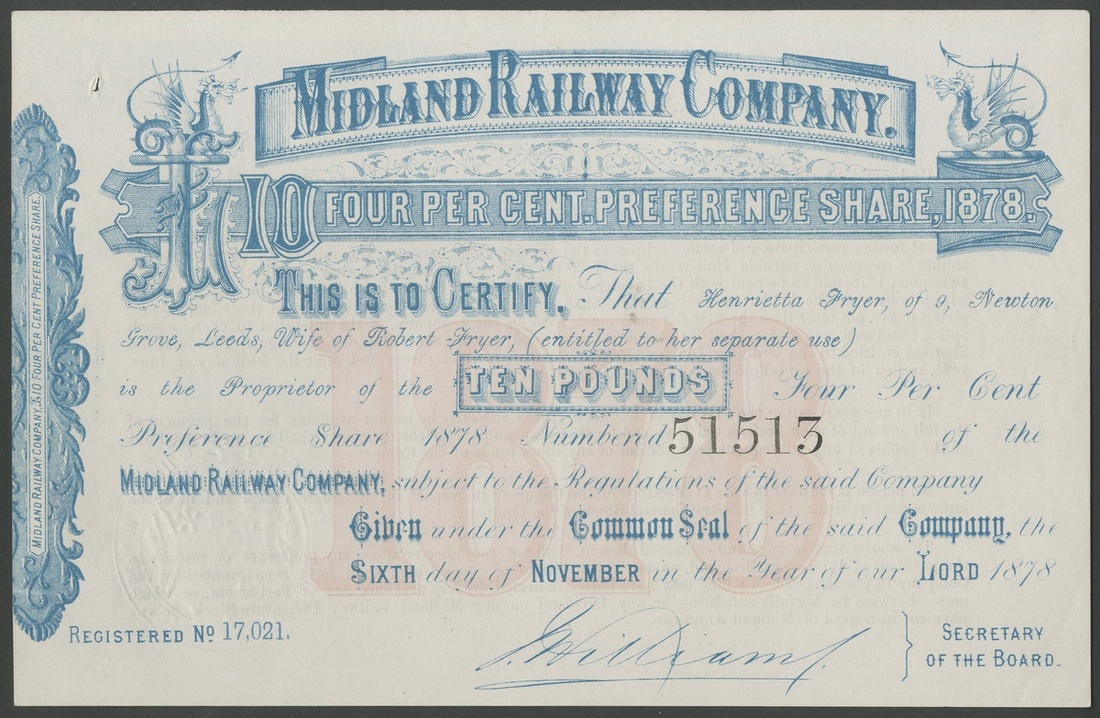 MIDLAND RAILWAY COMPANY.
£10 FOUR PER CENT. PREFERENCE SHARE, 1878.
THIS IS TO CERTIFY, That Henrietta Fryer, of 9, Newton
Grove, Leeds, Wife of Robert Fryer, (entitled to her separate use)
is the Proprietor of the TEN POUNDS Four Per Cent
Preference Share 1878 Numbered 51513 of the
MIDLAND RAILWAY COMPANY, subject to the Regulations of the said Company
Given under the Common Seal of the said Company, the
SIXTH day of NOVEMBER in the Year of our LORD 1878
REGISTERED No 17,021.
J Williams
SECRETARY
OF THE BOARD.
MIDLAND RAILWAY COMPANY, £10 FOUR PER CENT PREFERENCE SHARE.
1878